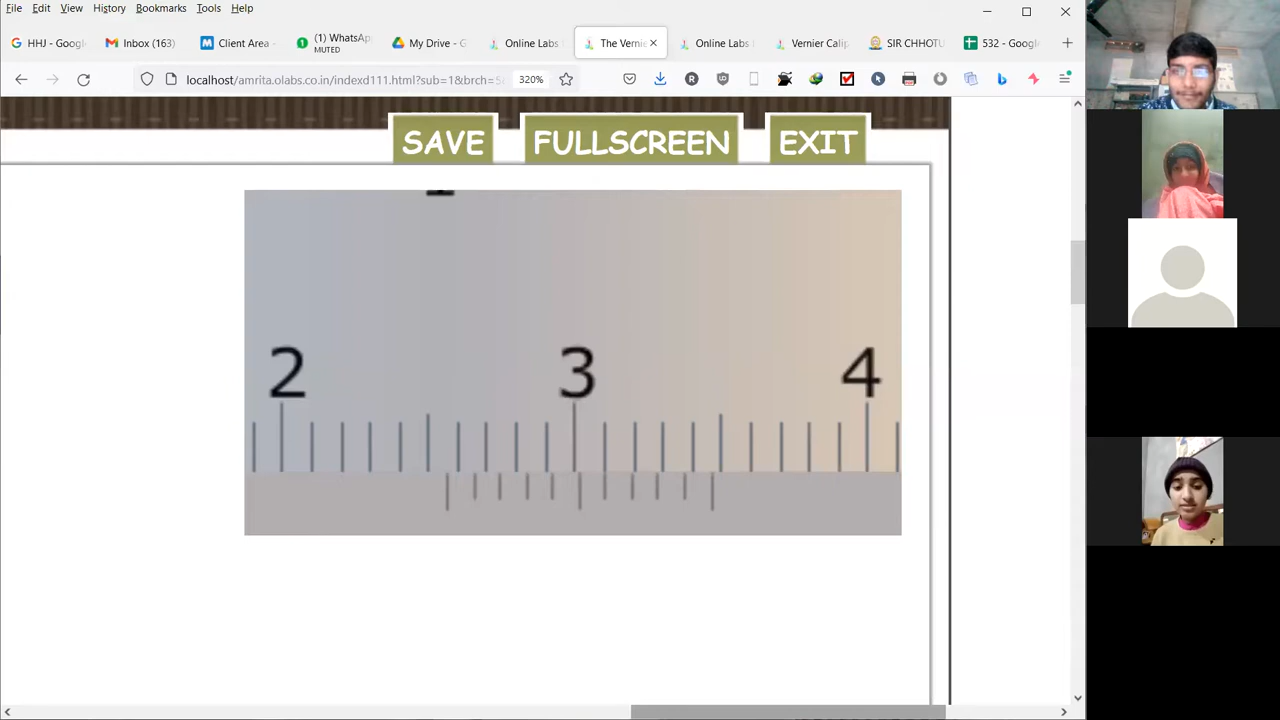 File Edit View History Bookmarks Tools Help
HHJ - Goog
Inbox (163
Client Area -
(1) WhatsAp
MUTED
My Drive - G
Online Labs
The Vernie
Online Labs
Vernier Calip
SIR CHHOTU
532 - Google
localhost/amrita.olabs.co.in/indexd111.html?sub=1&brch=
320%
SAVE FULLSCREEN EXIT
2 3 4